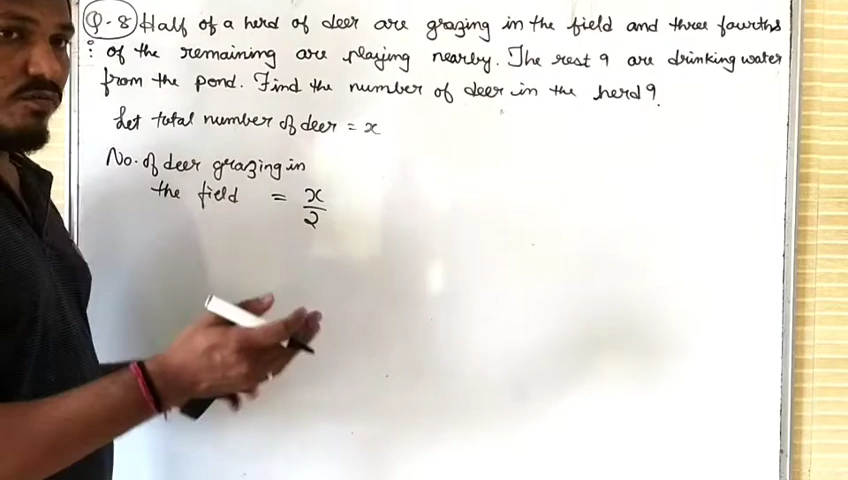 Q-8 Half of a herd of deer are grazing in the field and three fourths
of the remaining are playing nearby. The rest 9 are drinking water
from the pond. Find the number of deer in the herd?
Let total number of deer = x
No. of deer grazing in
the field = x/2